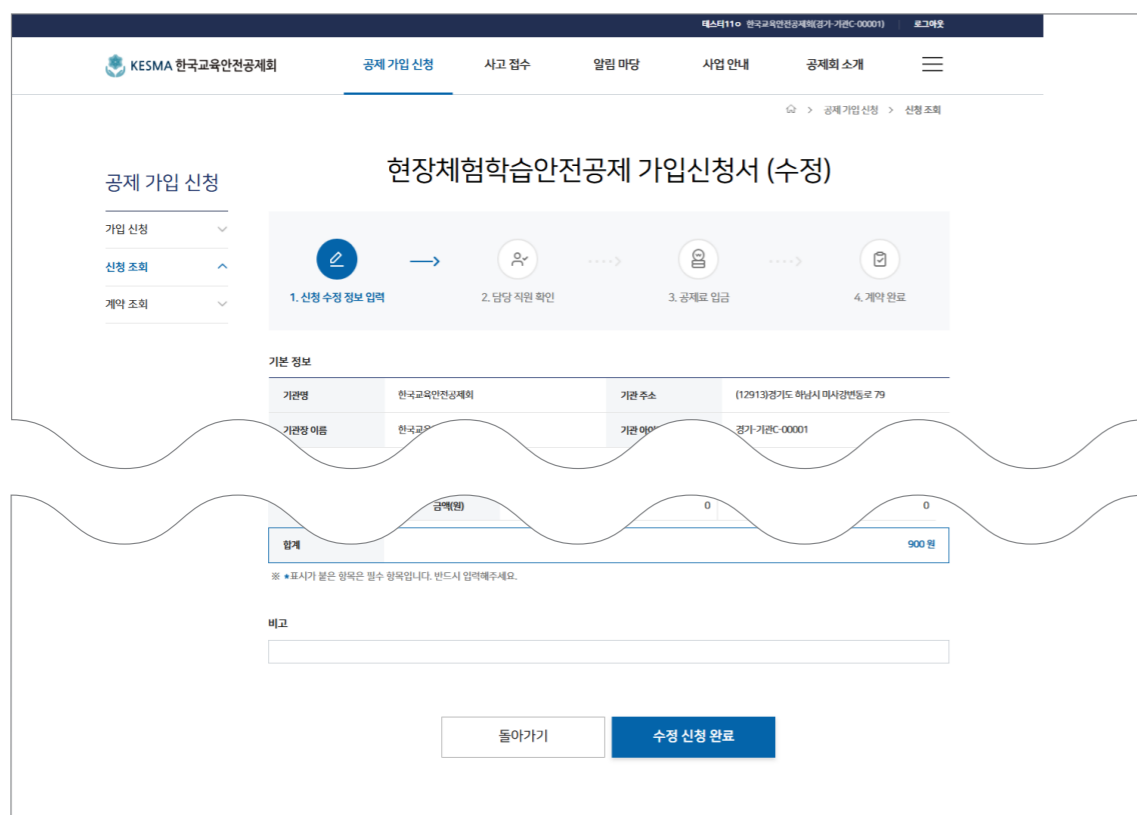 테스터11ㅇ 한국교육안전공제회(경기-기관C-00001) 로그아웃
KESMA 한국교육안전공제회 공제 가입 신청 사고 접수 알림 마당 사업 안내 공제회 소개
> 공제 가입 신청 > 신청 조회
현장체험학습안전공제 가입신청서 (수정)
공제 가입 신청
가입 신청
신청 조회
계약 조회
1. 신청 수정 정보 입력 2. 담당 직원 확인 3. 공제료 입금 4. 계약 완료
기본 정보
기관명 한국교육안전공제회 기관 주소 (12913)경기도 하남시 미사강변동로 79
기관장 이름 한국교 기관 아이 경기-기관C-00001
금액(원) 0 0
합계 900 원
※ *표시가 붙은 항목은 필수 항목입니다. 반드시 입력해주세요.
비고
돌아가기 수정 신청 완료